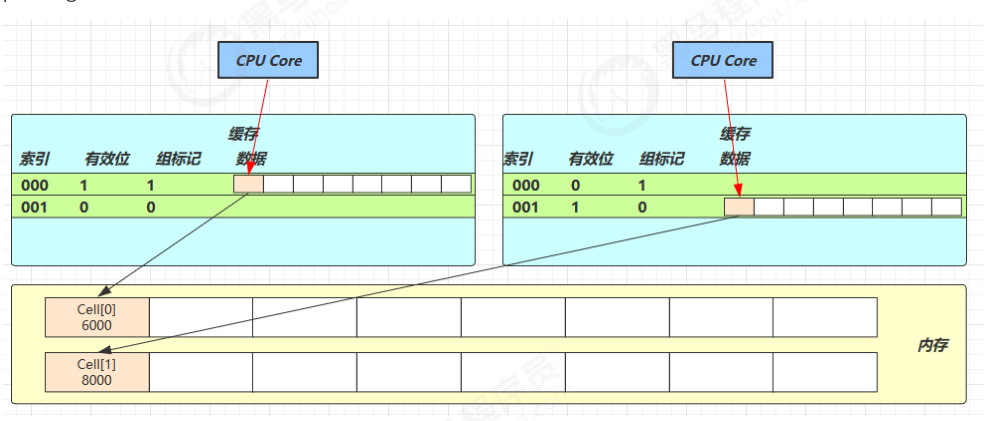 CPU Core
CPU Core
缓存
索引 有效位 组标记 数据
000 1 1
001 0 0
缓存
索引 有效位 组标记 数据
000 0 1
001 1 0
Cell[0]
6000
内存
Cell[1]
8000